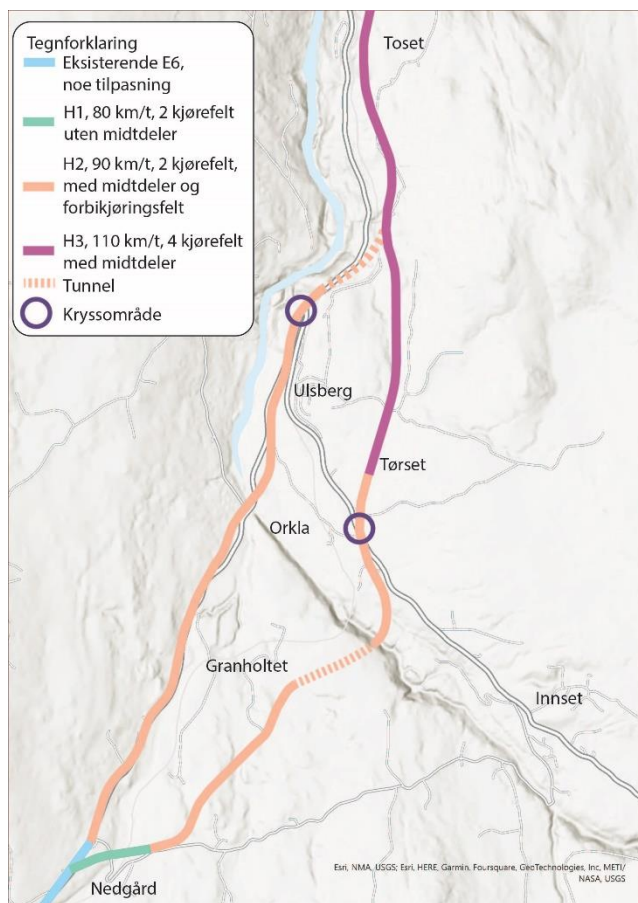 Tegnforklaring
Eksisterende E6,
noe tilpasning
H1, 80 km/t, 2 kjørefelt
uten midtdeler
H2, 90 km/t, 2 kjørefelt,
med midtdeler og
forbikjøringsfelt
H3, 110 km/t, 4 kjørefelt
med midtdeler
Tunnel
Kryssområde
Toset
Ulsberg
Tørset
Orkla
Granholtet
Innset
Nedgård
Esri, NMA, USGS; Esri, HERE, Garmin, Foursquare, GeoTechnologies, Inc, METI/
NASA, USGS